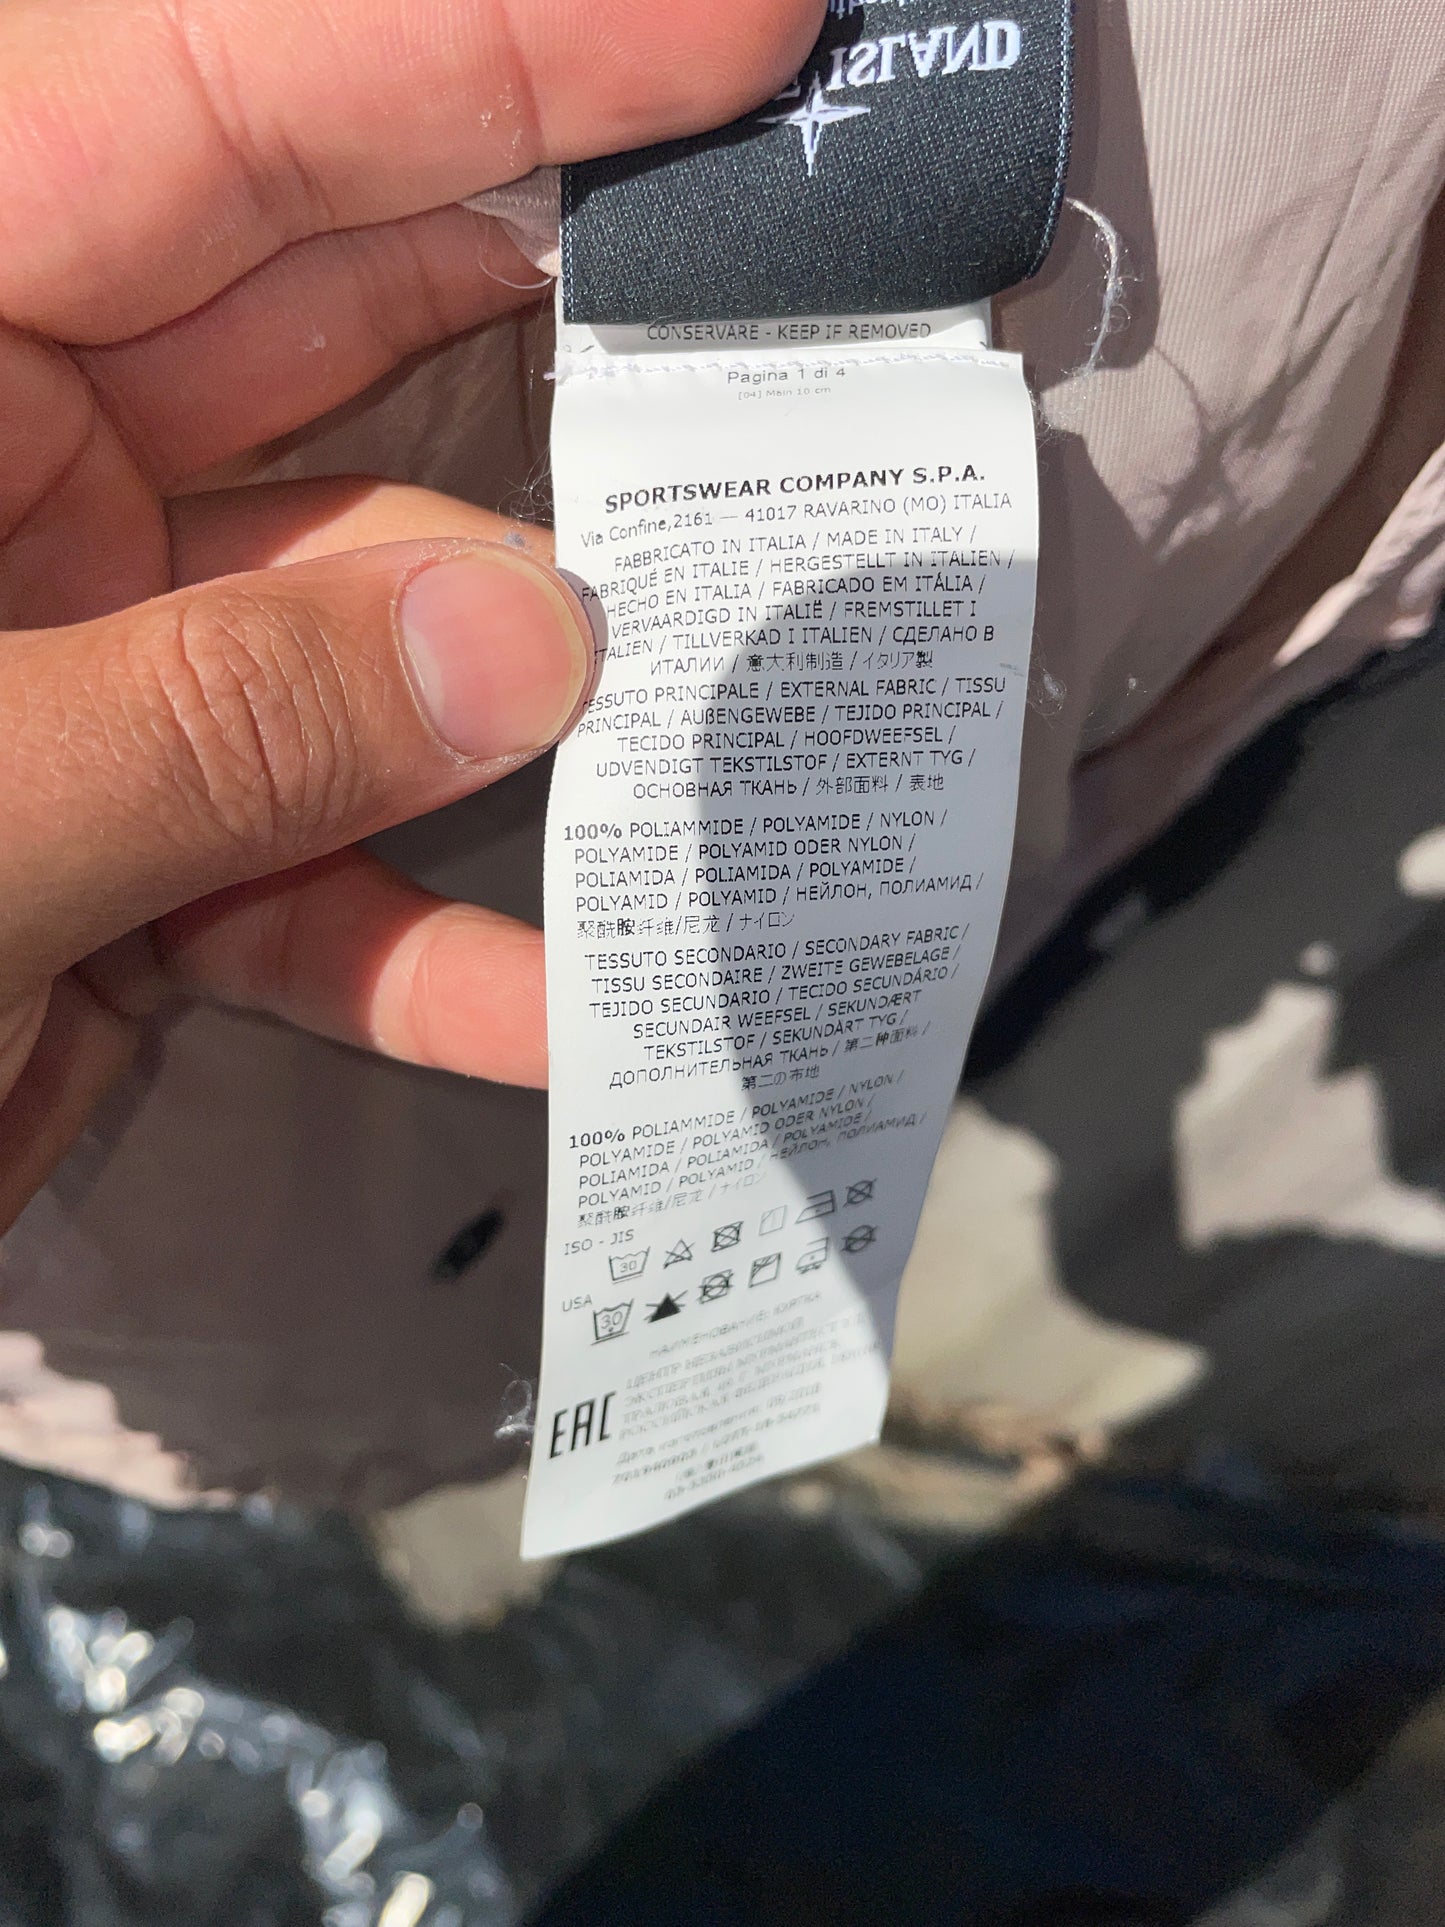 ISLAND
CONSERVARE - KEEP IF REMOVED
Pagina 1 di 4
[04] Main 10 cm
SPORTSWEAR COMPANY S.P.A.
Via Confine,2161 — 41017 RAVARINO (MO) ITALIA
FABBRICATO IN ITALIA / MADE IN ITALY /
FABRIQUÉ EN ITALIE / HERGESTELLT IN ITALIEN /
HECHO EN ITALIA / FABRICADO EM ITÁLIA /
VERVAARDIGD IN ITALIË / FREMSTILLET I
ITALIEN / TILLVERKAD I ITALIEN / СДЕЛАНО В
ИТАЛИИ / 意大利制造 / イタリア製
TESSUTO PRINCIPALE / EXTERNAL FABRIC / TISSU
PRINCIPAL / AUßENGEWEBE / TEJIDO PRINCIPAL /
TECIDO PRINCIPAL / HOOFDWEEFSEL /
UDVENDIGT TEKSTILSTOF / EXTERNT TYG /
ОСНОВНАЯ ТКАНЬ / 外部面料 / 表地
100% POLIAMMIDE / POLYAMIDE / NYLON /
POLYAMIDE / POLYAMID ODER NYLON /
POLIAMIDA / POLIAMIDA / POLYAMIDE /
POLYAMID / POLYAMID / НЕЙЛОН, ПОЛИАМИД /
聚酰胺纤维/尼龙 / ナイロン
TESSUTO SECONDARIO / SECONDARY FABRIC /
TISSU SECONDAIRE / ZWEITE GEWEBELAGE /
TEJIDO SECUNDARIO / TECIDO SECUNDÁRIO /
SECUNDAIR WEEFSEL / SEKUNDÆRT
TEKSTILSTOF / SEKUNDÄRT TYG /
ДОПОЛНИТЕЛЬНАЯ ТКАНЬ / 第二种面料 /
第二の布地
100% POLIAMMIDE / POLYAMIDE / NYLON /
POLYAMIDE / POLYAMID ODER NYLON /
POLIAMIDA / POLIAMIDA / POLYAMIDE /
POLYAMID / POLYAMID / НЕЙЛОН, ПОЛИАМИД /
聚酰胺纤维/尼龙 / ナイロン
ISO - JIS
30
USA
30
НАИМЕНОВАНИЕ: КУРТКА
EAC